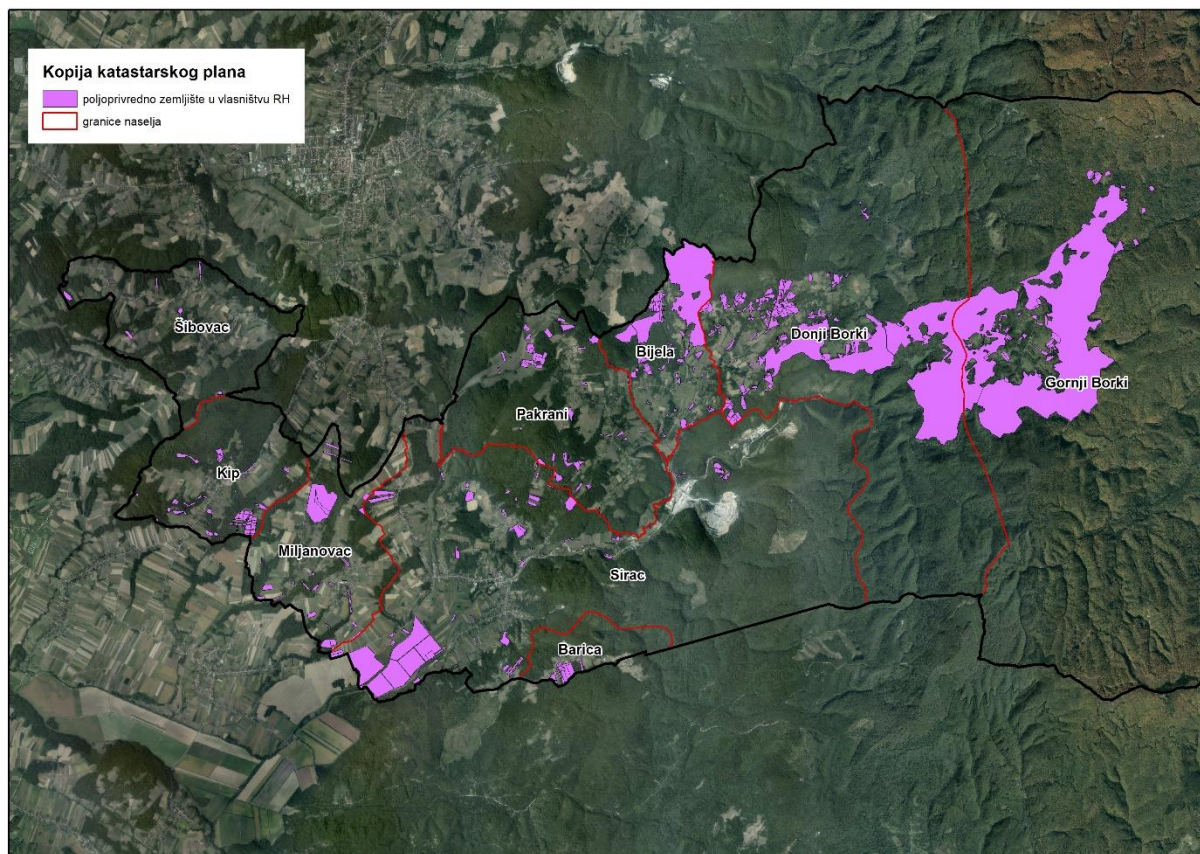 Kopija katastarskog plana
poljoprivredno zemljište u vlasništvu RH
granice naselja
Šibovac
Donji Borki
Bijela
Gornji Borki
Pakrani
Kip
Miljanovac
Sirac
Barica